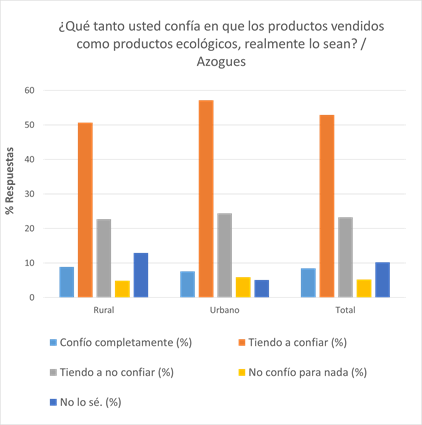 ¿Qué tanto usted confía en que los productos vendidos
como productos ecológicos, realmente lo sean? /
Azogues
% Respuestas
60
50
40
30
20
10
0
Rural
Urbano
Total
Confío completamente (%)
Tiendo a confiar (%)
Tiendo a no confiar (%)
No confío para nada (%)
No lo sé. (%)